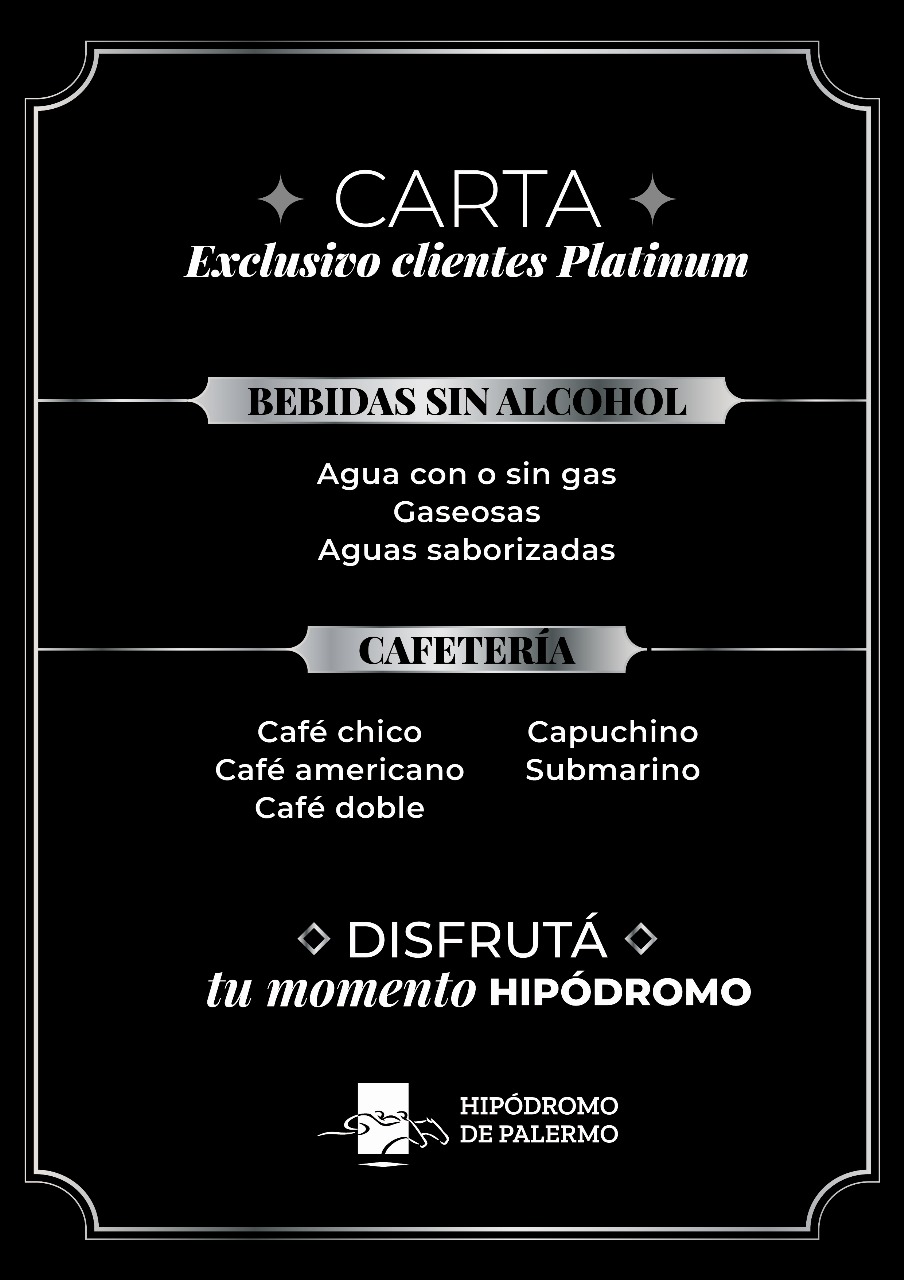 CARTA
Exclusivo clientes Platinum
BEBIDAS SIN ALCOHOL
Agua con o sin gas
Gaseosas
Aguas saborizadas
CAFETERÍA
Café chico
Café americano
Café doble
Capuchino
Submarino
DISFRUTÁ
tu momento HIPÓDROMO
HIPÓDROMO
DE PALERMO